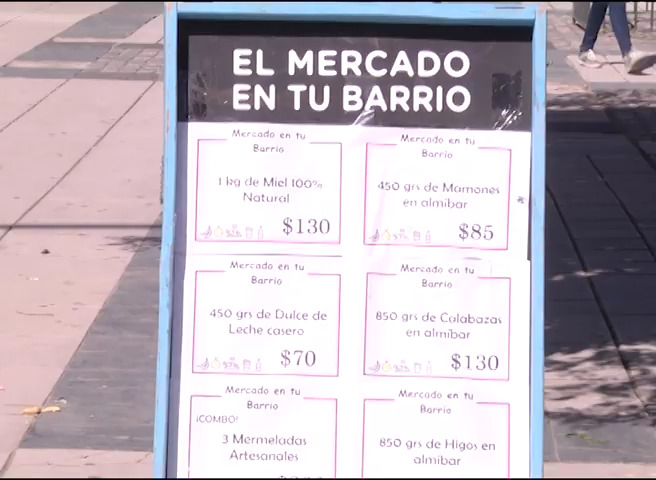 EL MERCADO
EN TU BARRIO
Mercado en tu
Barrio
1 kg de Miel 100%
Natural
$130
Mercado en tu
Barrio
450 grs de Mamones
en almíbar
$85
Mercado en tu
Barrio
450 grs de Dulce de
Leche casero
$70
Mercado en tu
Barrio
850 grs de Calabazas
en almíbar
$130
Mercado en tu
Barrio
¡COMBO!
3 Mermeladas
Artesanales
Mercado en tu
Barrio
850 grs de Higos en
almíbar